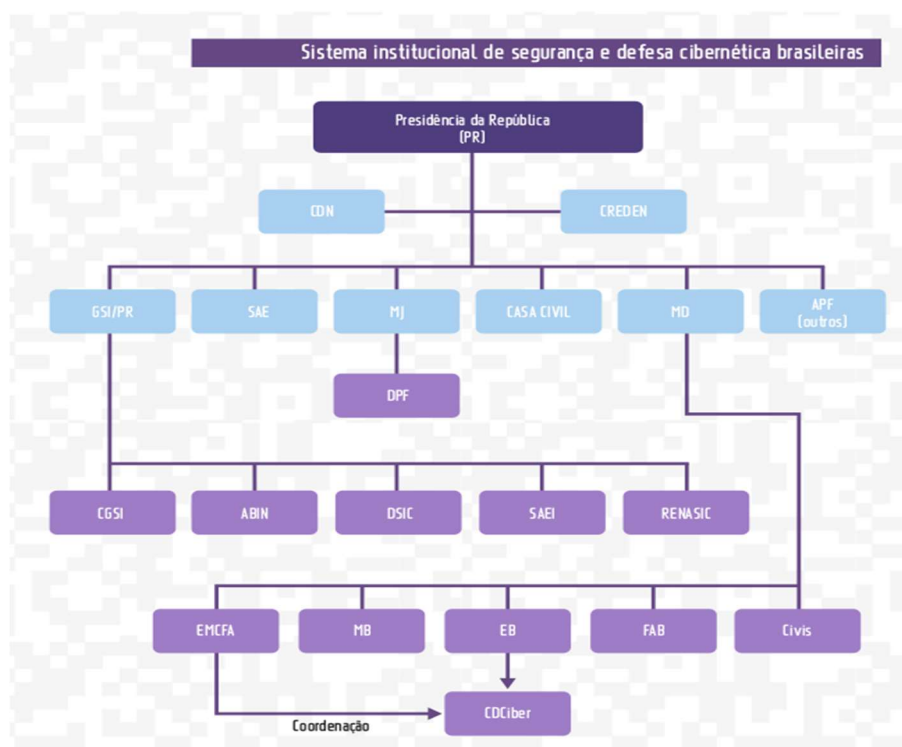 Sistema institucional de segurança e defesa cibernética brasileiras
Presidência da República
(PR)
CDN
CREDEN
GSI/PR
SAE
MJ
CASA CIVIL
MD
APF
(outros)
DPF
CGSI
ABIN
DSIC
SAEI
RENASIC
EMCFA
MB
EB
FAB
Civis
CDCiber
Coordenação